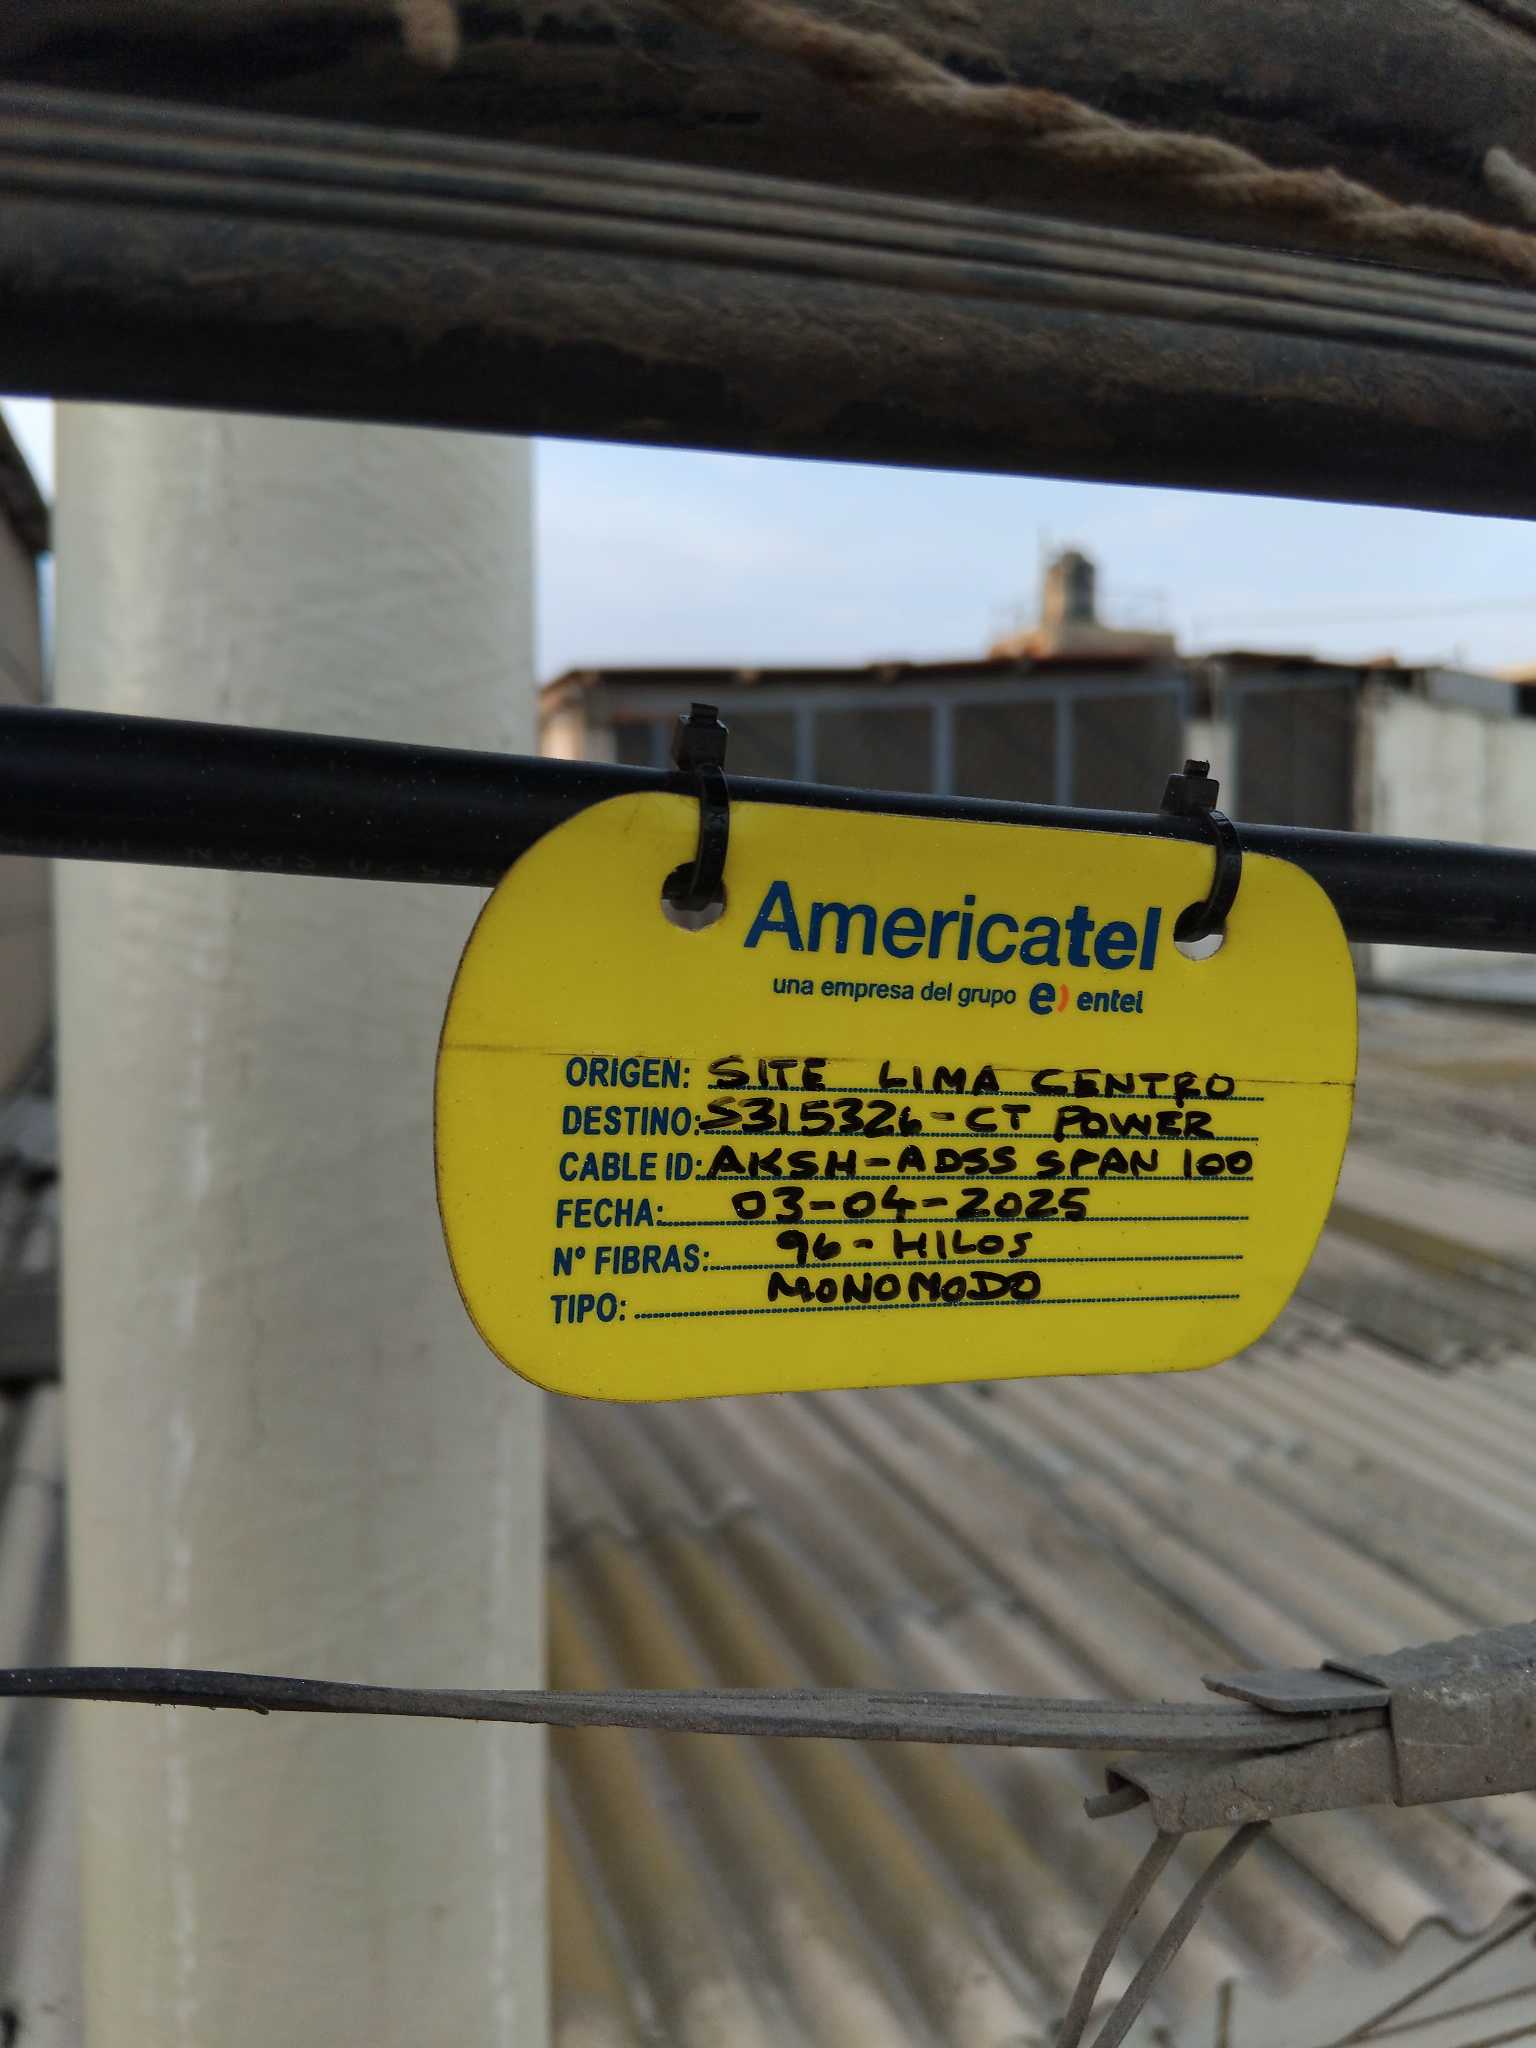 Americatel
una empresa del grupo e) entel
ORIGEN: SITE LIMA CENTRO
DESTINO: S315326-CT POWER
CABLE ID: AKSH-ADSS SPAN 100
FECHA: 03-04-2025
Nº FIBRAS: 96-HILOS
TIPO: MONOMODO